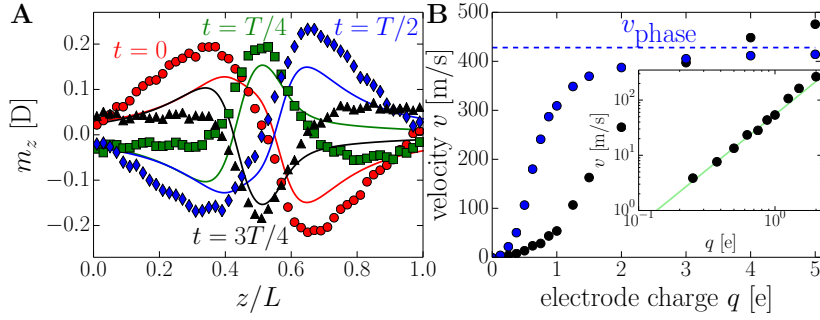 A
t = 0
t = T/4
t = T/2
t = 3T/4
m_z [D]
0.2
0.1
0.0
−0.1
−0.2
0.0 0.2 0.4 0.6 0.8 1.0
z/L
B
v_phase
velocity v [m/s]
500
400
300
200
100
0
0 1 2 3 4 5
electrode charge q [e]
v [m/s]
10^2
10^1
10^0
10^−1 10^0
q [e]